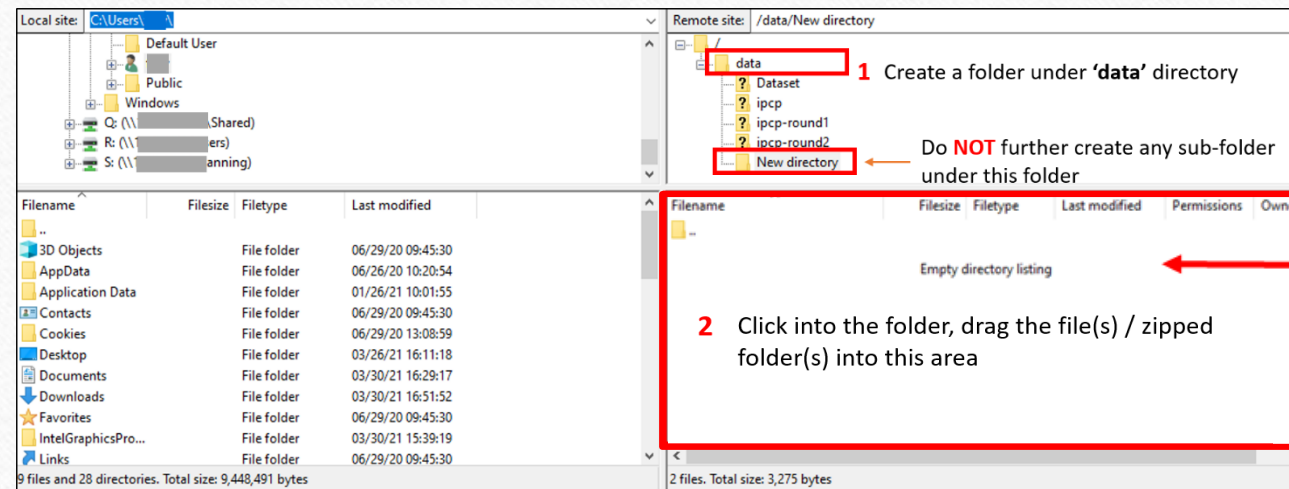 Local site: C:\Users\ \
Default User
Public
Windows
Q: (\\ \Shared)
R: (\\ ers)
S: (\\ anning)
Filename Filesize Filetype Last modified
..
3D Objects File folder 06/29/20 09:45:30
AppData File folder 06/26/20 10:20:54
Application Data File folder 01/26/21 10:01:55
Contacts File folder 06/29/20 09:45:30
Cookies File folder 06/29/20 13:08:59
Desktop File folder 03/26/21 16:11:18
Documents File folder 03/30/21 16:29:17
Downloads File folder 03/30/21 16:51:52
Favorites File folder 06/29/20 09:45:30
IntelGraphicsPro... File folder 03/30/21 15:39:19
Links File folder 06/29/20 09:45:30
9 files and 28 directories. Total size: 9,448,491 bytes
Remote site: /data/New directory
/
data
Dataset
ipcp
ipcp-round1
ipcp-round2
New directory
1 Create a folder under ‘data’ directory
Do NOT further create any sub-folder
under this folder
Filename Filesize Filetype Last modified Permissions Own
..
Empty directory listing
2 Click into the folder, drag the file(s) / zipped
folder(s) into this area
2 files. Total size: 3,275 bytes